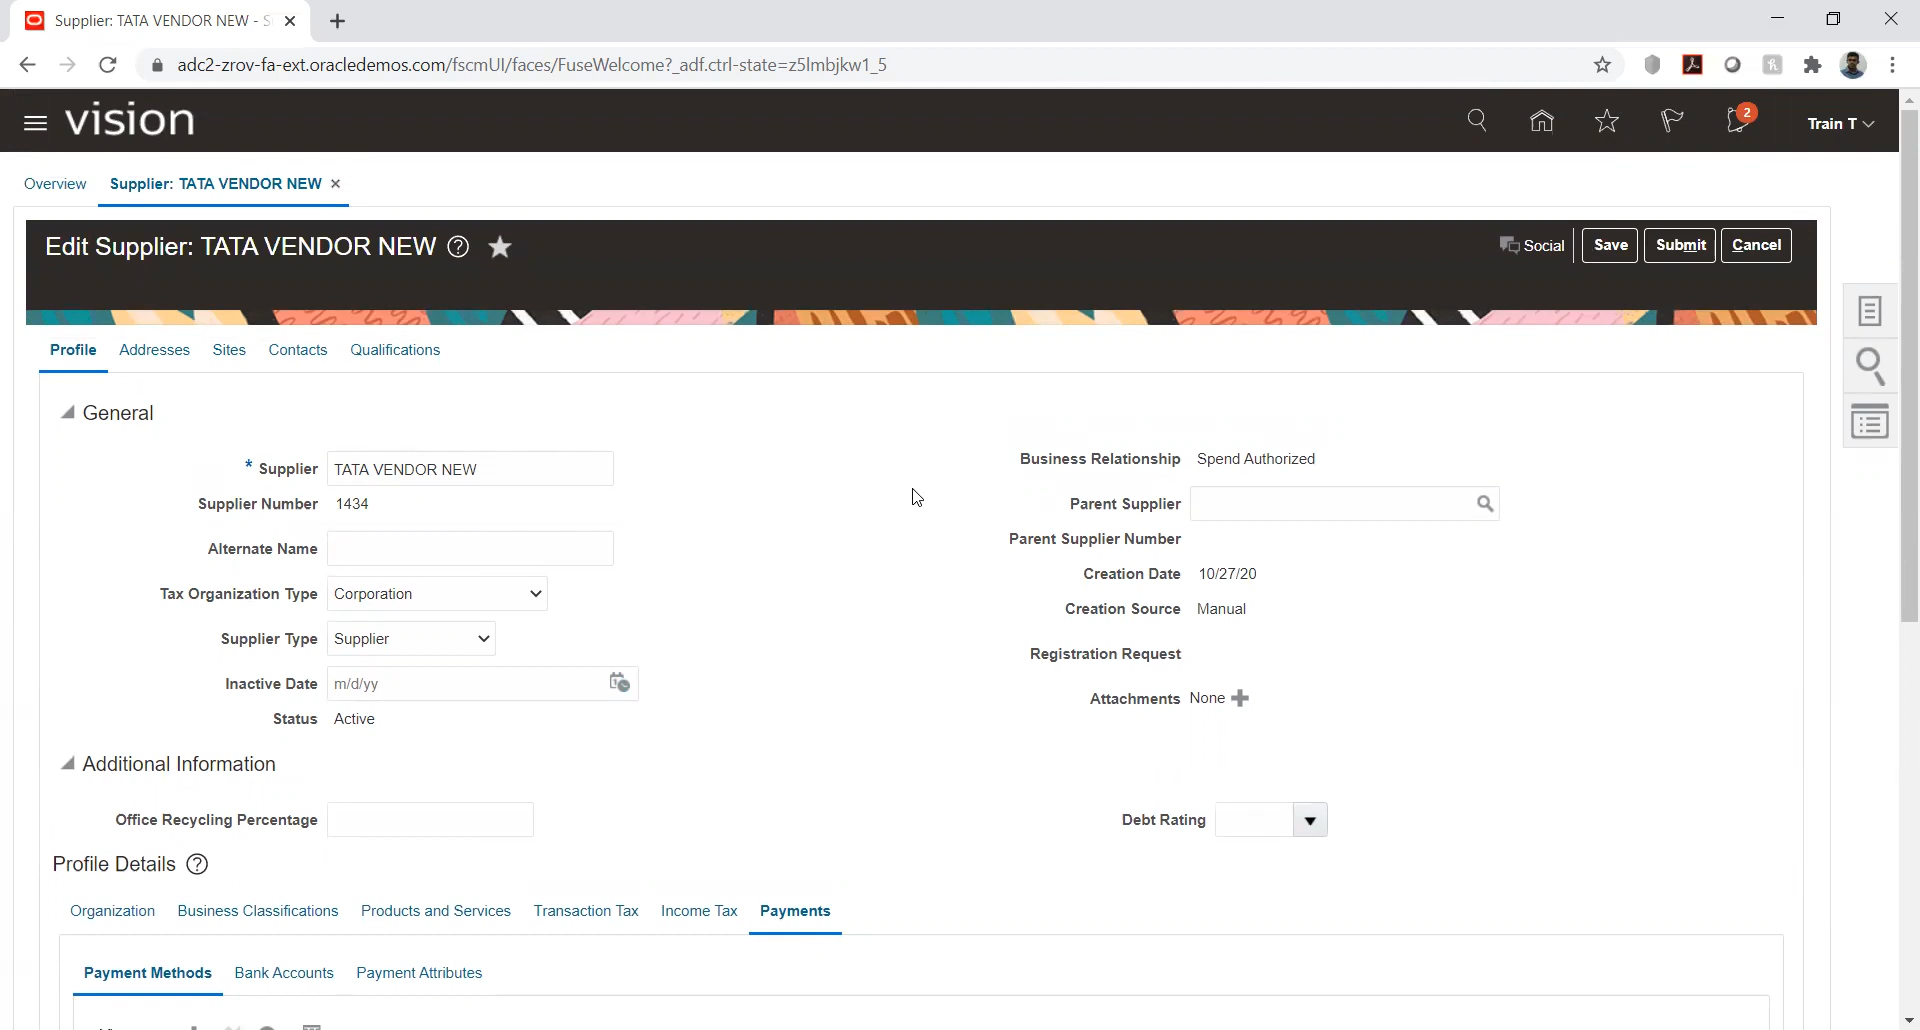 Supplier: TATA VENDOR NEW - S
adc2-zrov-fa-ext.oracledemos.com/fscmUI/faces/FuseWelcome?_adf.ctrl-state=z5lmbjkw1_5
vision
2
Train T
Overview
Supplier: TATA VENDOR NEW
Edit Supplier: TATA VENDOR NEW
Social
Save
Submit
Cancel
Profile
Addresses
Sites
Contacts
Qualifications
General
* Supplier TATA VENDOR NEW
Supplier Number 1434
Alternate Name
Tax Organization Type Corporation
Supplier Type Supplier
Inactive Date m/d/yy
Status Active
Business Relationship Spend Authorized
Parent Supplier
Parent Supplier Number
Creation Date 10/27/20
Creation Source Manual
Registration Request
Attachments None
Additional Information
Office Recycling Percentage
Debt Rating
Profile Details
Organization
Business Classifications
Products and Services
Transaction Tax
Income Tax
Payments
Payment Methods
Bank Accounts
Payment Attributes